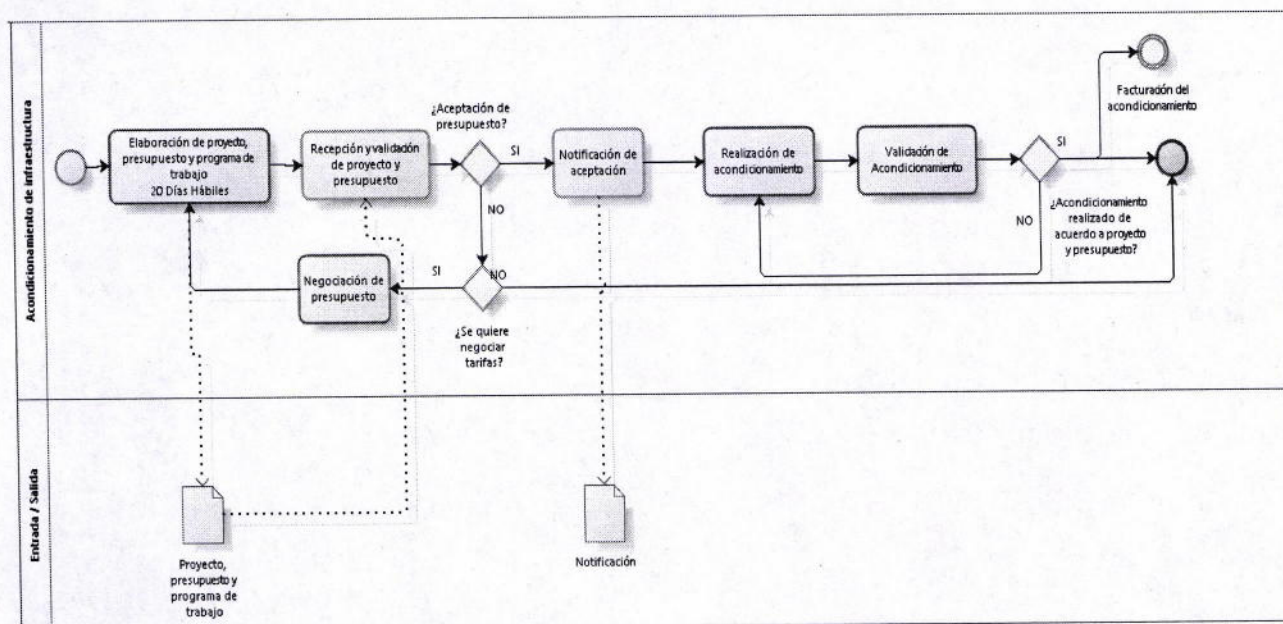 Acondicionamiento de infraestructura
Elaboración de proyecto,
presupuesto y programa de
trabajo
20 Días Hábiles
Recepción y validación
de proyecto y
presupuesto
¿Aceptación de
presupuesto?
SI
NO
Notificación de
aceptación
Realización de
acondicionamiento
Validación de
Acondicionamiento
SI
NO
Facturación del
acondicionamiento
¿Acondicionamiento
realizado de
acuerdo a proyecto
y presupuesto?
Negociación de
presupuesto
SI
NO
¿Se quiere
negociar
tarifas?
Entrada / Salida
Proyecto,
presupuesto y
programa de
trabajo
Notificación